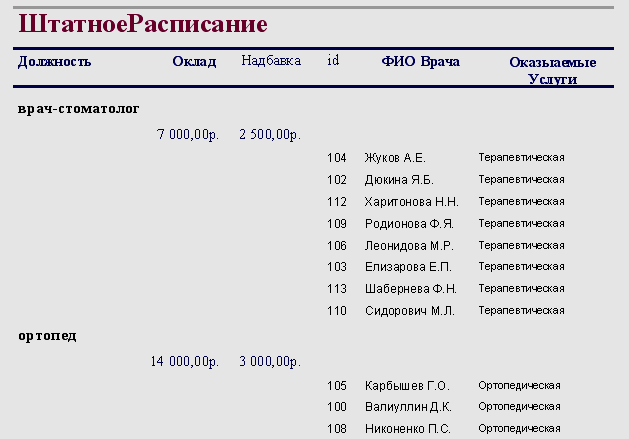 ШтатноеРасписание
Должность Оклад Надбавка id ФИО Врача Оказыаемые
Услуги
врач-стоматолог
7 000,00р. 2 500,00р.
104 Жуков А.Е. Терапевтическая
102 Дюкина Я.Б. Терапевтическая
112 Харитонова Н.Н. Терапевтическая
109 Родионова Ф.Я. Терапевтическая
106 Леонидова М.Р. Терапевтическая
103 Елизарова Е.П. Терапевтическая
113 Шабернева Ф.Н. Терапевтическая
110 Сидорович М.Л. Терапевтическая
ортопед
14 000,00р. 3 000,00р.
105 Карбышев Г.О. Ортопедическая
100 Валиуллин Д.К. Ортопедическая
108 Никоненко П.С. Ортопедическая